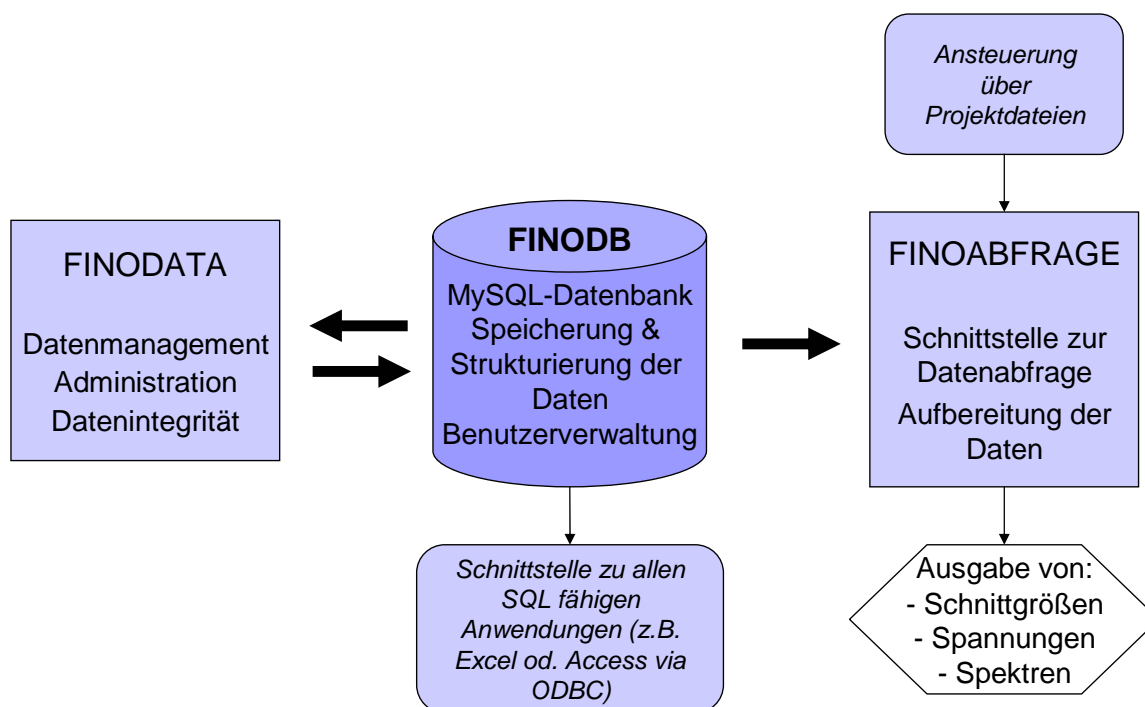 Ansteuerung
über
Projektdateien
FINODATA
Datenmanagement
Administration
Datenintegrität
FINODB
MySQL-Datenbank
Speicherung &
Strukturierung der
Daten
Benutzerverwaltung
FINOABFRAGE
Schnittstelle zur
Datenabfrage
Aufbereitung der
Daten
Schnittstelle zu allen
SQL fähigen
Anwendungen (z.B.
Excel od. Access via
ODBC)
Ausgabe von:
- Schnittgrößen
- Spannungen
- Spektren